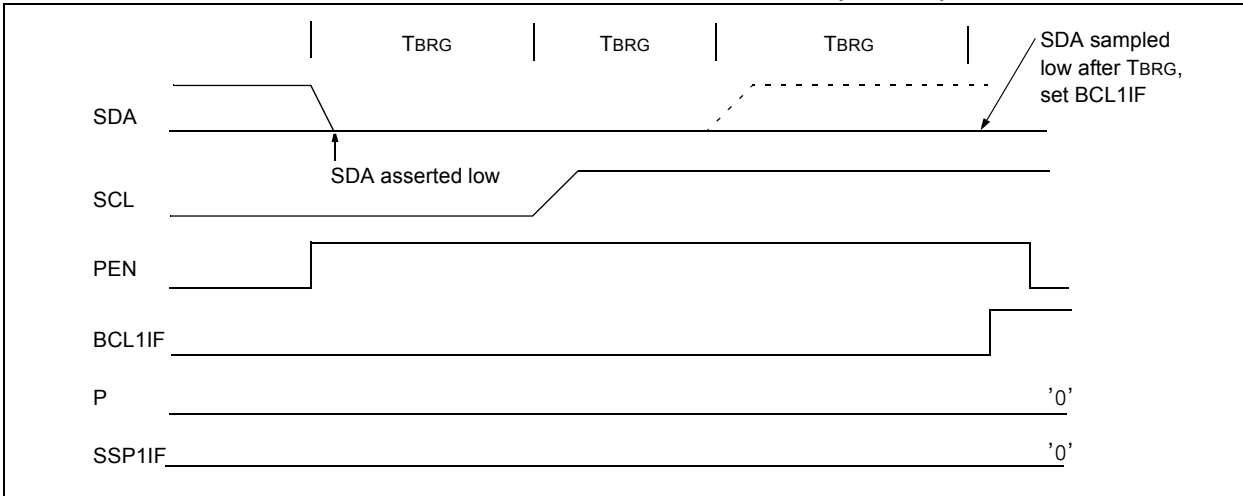 TBRG TBRG TBRG
SDA sampled
low after TBRG,
set BCL1IF
SDA
SDA asserted low
SCL
PEN
BCL1IF
P '0'
SSP1IF '0'